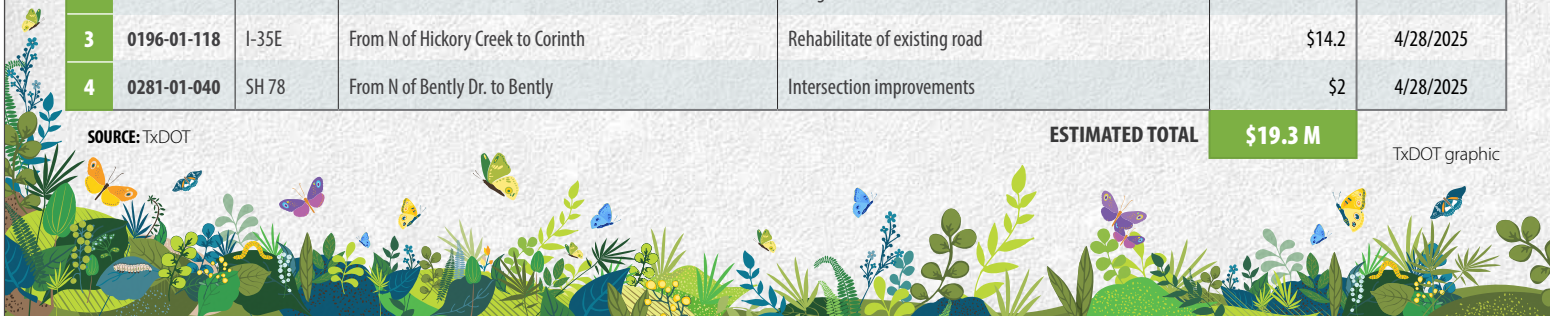 3 0196-01-118 I-35E From N of Hickory Creek to Corinth Rehabilitate of existing road $14.2 4/28/2025
4 0281-01-040 SH 78 From N of Bently Dr. to Bently Intersection improvements $2 4/28/2025
SOURCE: TxDOT ESTIMATED TOTAL $19.3 M
TxDOT graphic